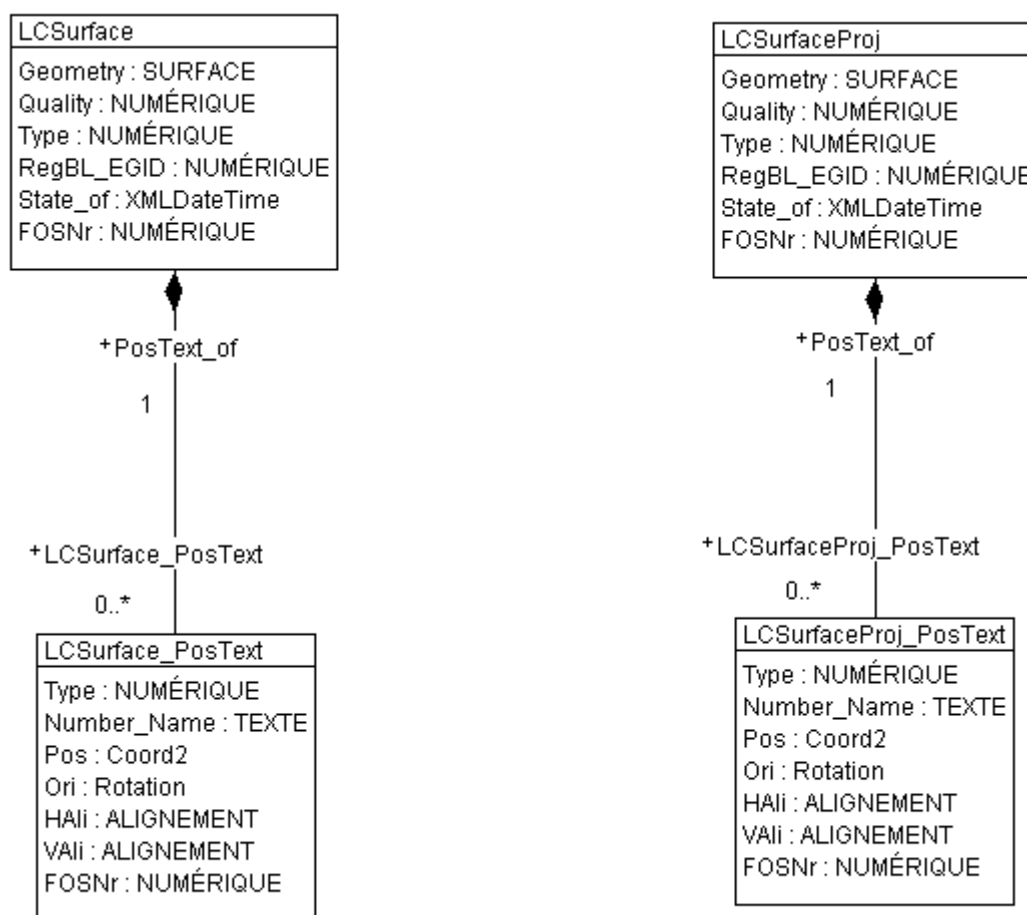 LCSurface
Geometry : SURFACE
Quality : NUMÉRIQUE
Type : NUMÉRIQUE
RegBL_EGID : NUMÉRIQUE
State_of : XMLDateTime
FOSNr : NUMÉRIQUE
+PosText_of
1
+LCSurface_PosText
0..*
LCSurface_PosText
Type : NUMÉRIQUE
Number_Name : TEXTE
Pos : Coord2
Ori : Rotation
HAli : ALIGNEMENT
VAli : ALIGNEMENT
FOSNr : NUMÉRIQUE
LCSurfaceProj
Geometry : SURFACE
Quality : NUMÉRIQUE
Type : NUMÉRIQUE
RegBL_EGID : NUMÉRIQUE
State_of : XMLDateTime
FOSNr : NUMÉRIQUE
+PosText_of
1
+LCSurfaceProj_PosText
0..*
LCSurfaceProj_PosText
Type : NUMÉRIQUE
Number_Name : TEXTE
Pos : Coord2
Ori : Rotation
HAli : ALIGNEMENT
VAli : ALIGNEMENT
FOSNr : NUMÉRIQUE